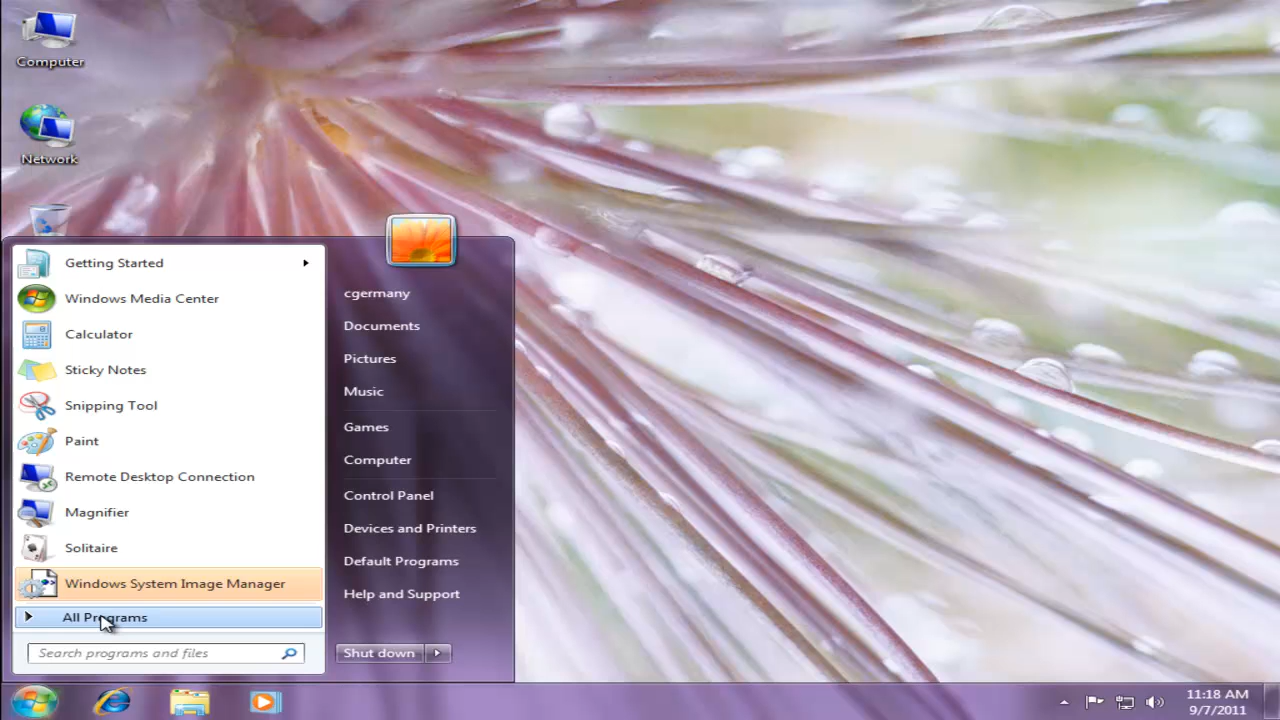 Computer
Network
Getting Started
Windows Media Center
Calculator
Sticky Notes
Snipping Tool
Paint
Remote Desktop Connection
Magnifier
Solitaire
Windows System Image Manager
All Programs
Search programs and files
cgermany
Documents
Pictures
Music
Games
Computer
Control Panel
Devices and Printers
Default Programs
Help and Support
Shut down
11:18 AM
9/7/2011